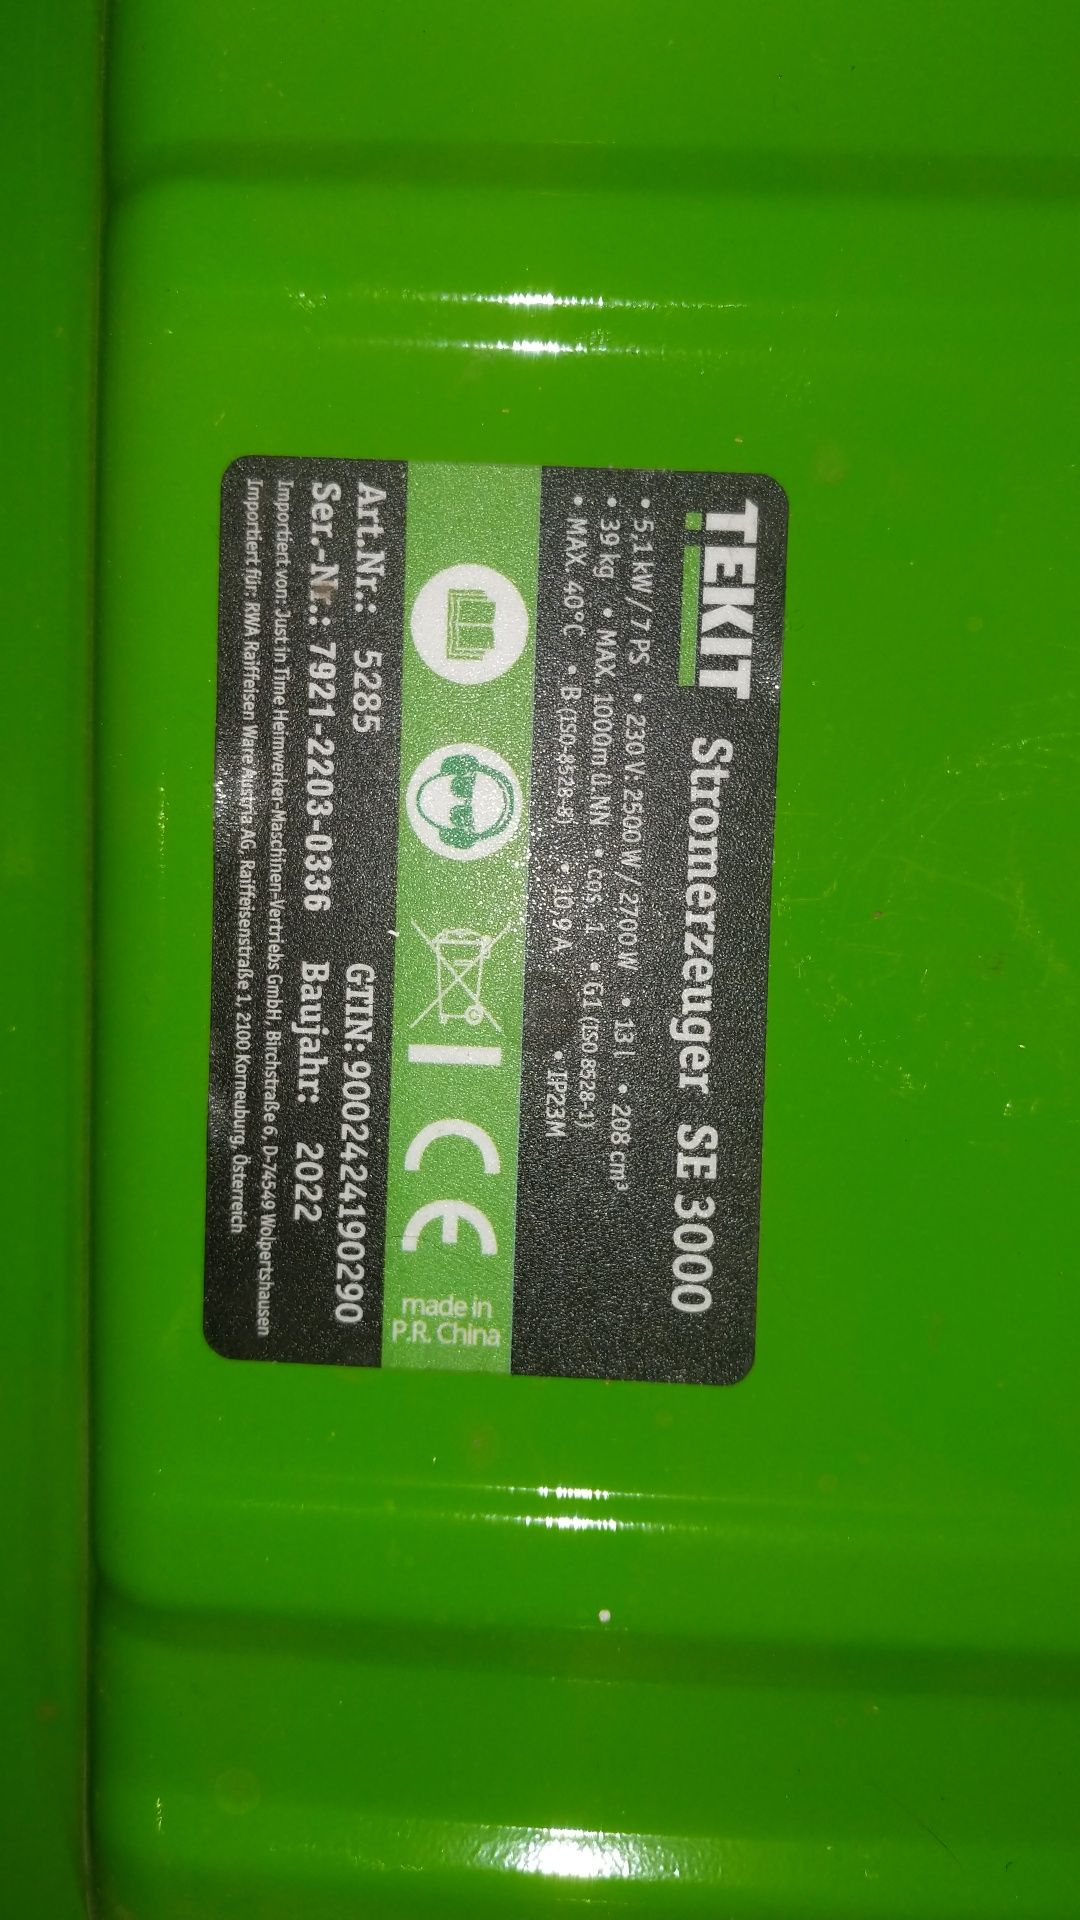 TEKIT Stromerzeuger SE 3000
• 5,1 kW / 7 PS • 230 V: 2500 W / 2700 W • 13 l • 208 cm³
• 39 kg • MAX. 1000m ü.NN • cos 1 • G1 (ISO-8528-1)
• MAX. 40°C • B (ISO-8528-8) • 10,9 A • IP23M
CE
made in
P.R. China
Art.Nr.: 5285 GTIN: 9002424190290
Ser.-Nr.: 7921-2203-0336 Baujahr: 2022
Importiert von: Just in Time Heimwerker-Maschinen-Vertriebs GmbH, Birchstraße 6, D-74549 Wolpertshausen
Importiert für: RWA Raiffeisen Ware Austria AG, Raiffeisenstraße 1, 2100 Korneuburg, Österreich